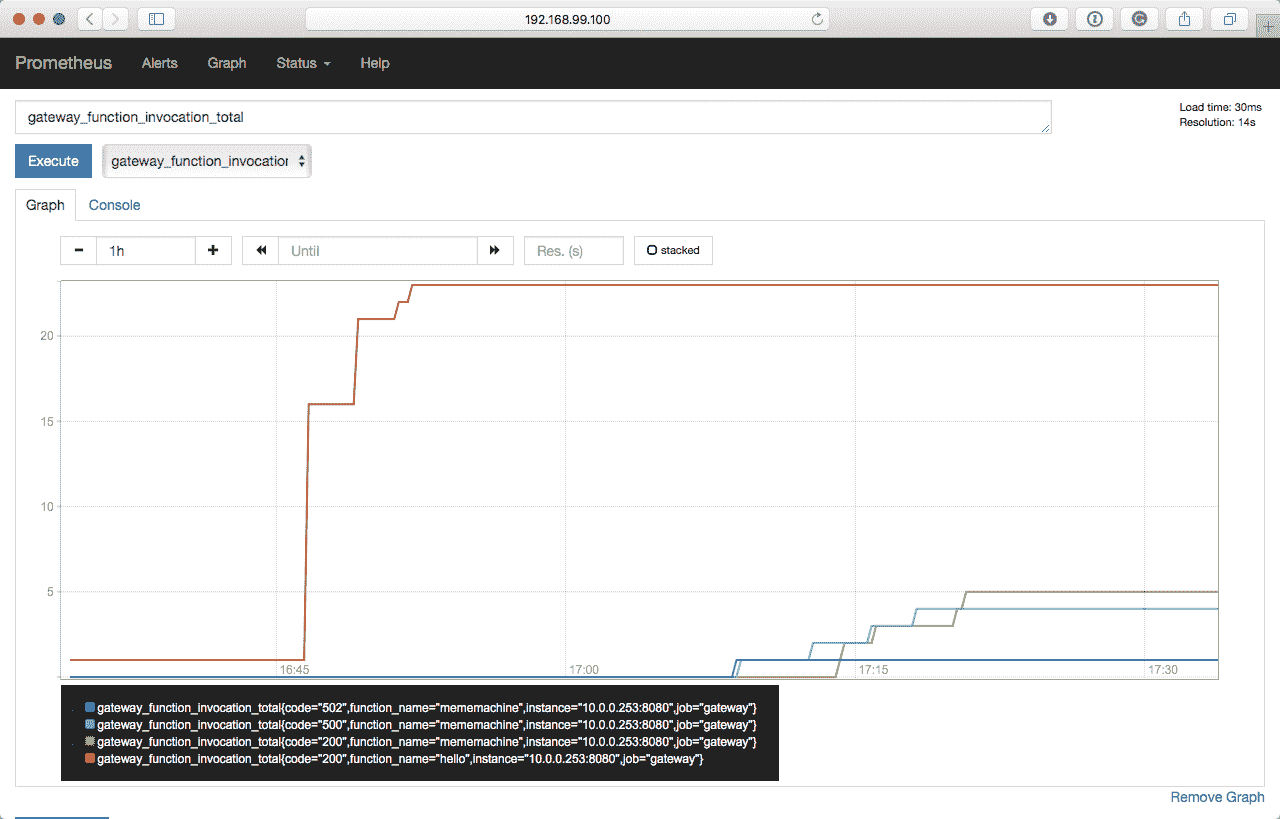 192.168.99.100
Prometheus Alerts Graph Status Help
gateway_function_invocation_total
Load time: 30ms
Resolution: 14s
Execute gateway_function_invocation
Graph Console
1h Until Res. (s) stacked
20
15
10
5
16:45 17:00 17:15 17:30
gateway_function_invocation_total{code="502",function_name="mememachine",instance="10.0.0.253:8080",job="gateway"}
gateway_function_invocation_total{code="500",function_name="mememachine",instance="10.0.0.253:8080",job="gateway"}
gateway_function_invocation_total{code="200",function_name="mememachine",instance="10.0.0.253:8080",job="gateway"}
gateway_function_invocation_total{code="200",function_name="hello",instance="10.0.0.253:8080",job="gateway"}
Remove Graph